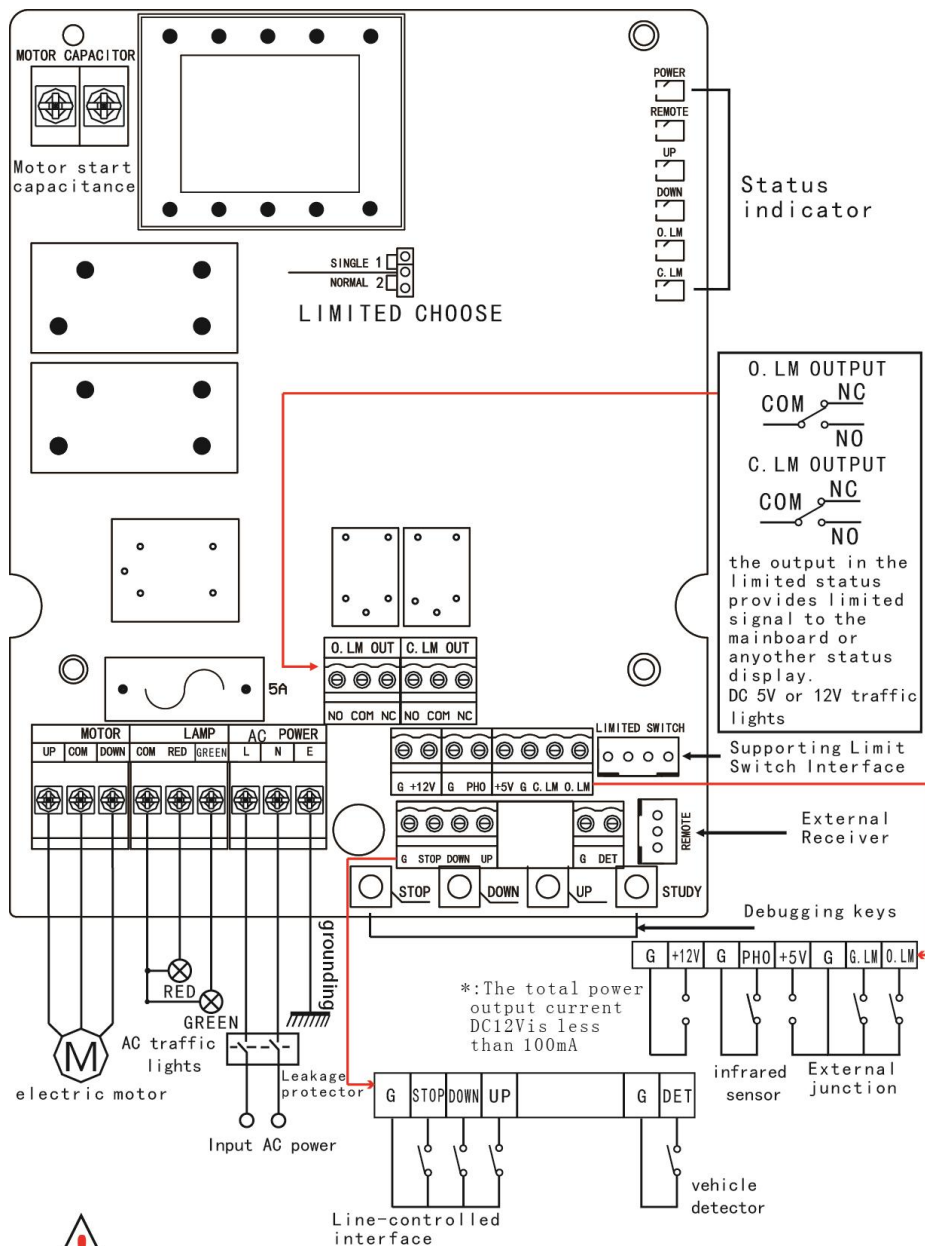 MOTOR CAPACITOR
Motor start
capacitance
POWER
REMOTE
UP
DOWN
O. LM
C. LM
Status
indicator
SINGLE 1
NORMAL 2
LIMITED CHOOSE
O. LM OUTPUT
COM NC
NO
C. LM OUTPUT
COM NC
NO
the output in the
limited status
provides limited
signal to the
mainboard or
anyother status
display.
DC 5V or 12V traffic
lights
5A
O. LM OUT C. LM OUT
NO COM NC NO COM NC
MOTOR LAMP AC POWER
UP COM DOWN COM RED GREEN L N E
LIMITED SWITCH
G +12V G PHO +5V G C. LM O. LM
Supporting Limit
Switch Interface
G STOP DOWN UP G DET
REMOTE
External
Receiver
STOP DOWN UP STUDY
Debugging keys
G +12V G PHO +5V G G. LM O. LM
*:The total power
output current
DC12Vis less
than 100mA
infrared
sensor
External
junction
RED
GREEN
AC traffic
lights
grounding
Leakage
protector
M
electric motor
Input AC power
G STOP DOWN UP G DET
vehicle
detector
Line-controlled
interface